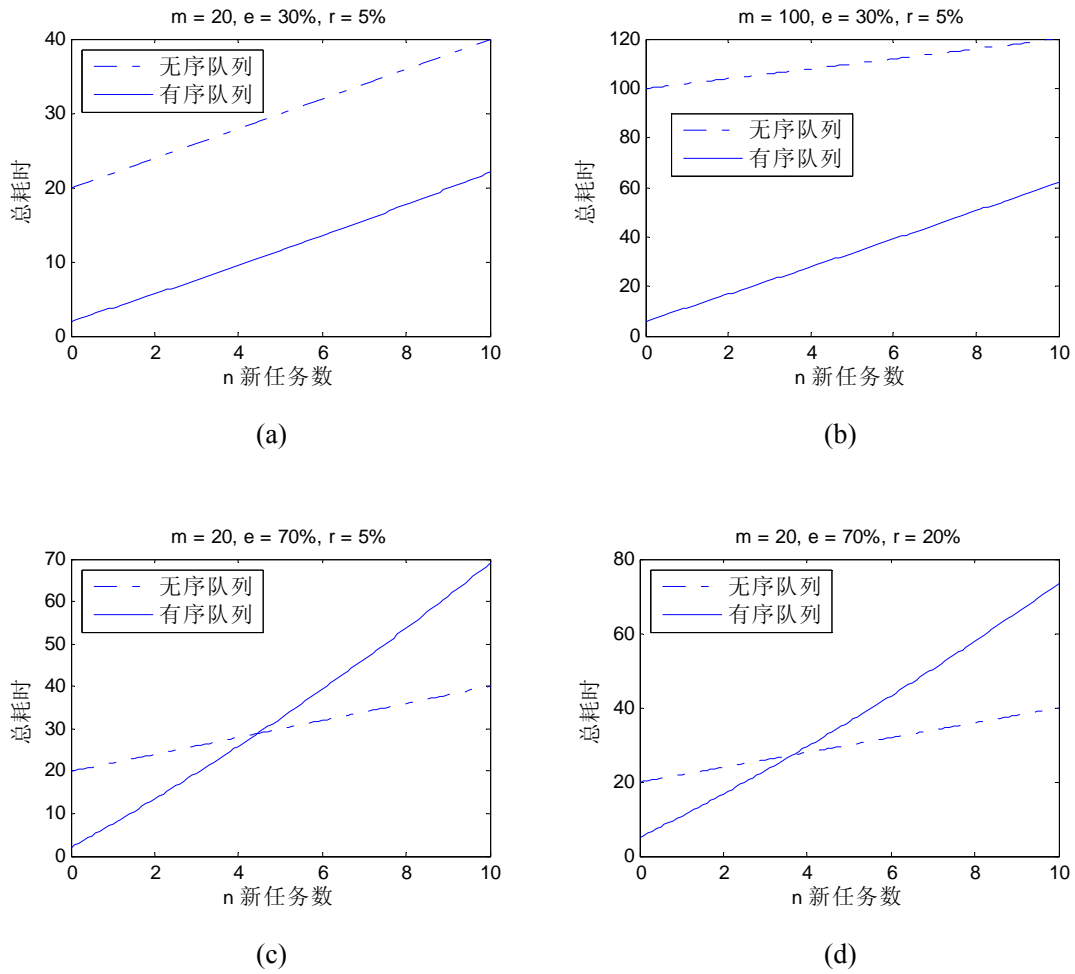 m = 20, e = 30%, r = 5%
40
30
20
10
0
无序队列
有序队列
总耗时
0 2 4 6 8 10
n 新任务数
(a)
m = 100, e = 30%, r = 5%
120
100
80
60
40
20
0
无序队列
有序队列
总耗时
0 2 4 6 8 10
n 新任务数
(b)
m = 20, e = 70%, r = 5%
70
60
50
40
30
20
10
0
无序队列
有序队列
总耗时
0 2 4 6 8 10
n 新任务数
(c)
m = 20, e = 70%, r = 20%
80
60
40
20
0
无序队列
有序队列
总耗时
0 2 4 6 8 10
n 新任务数
(d)